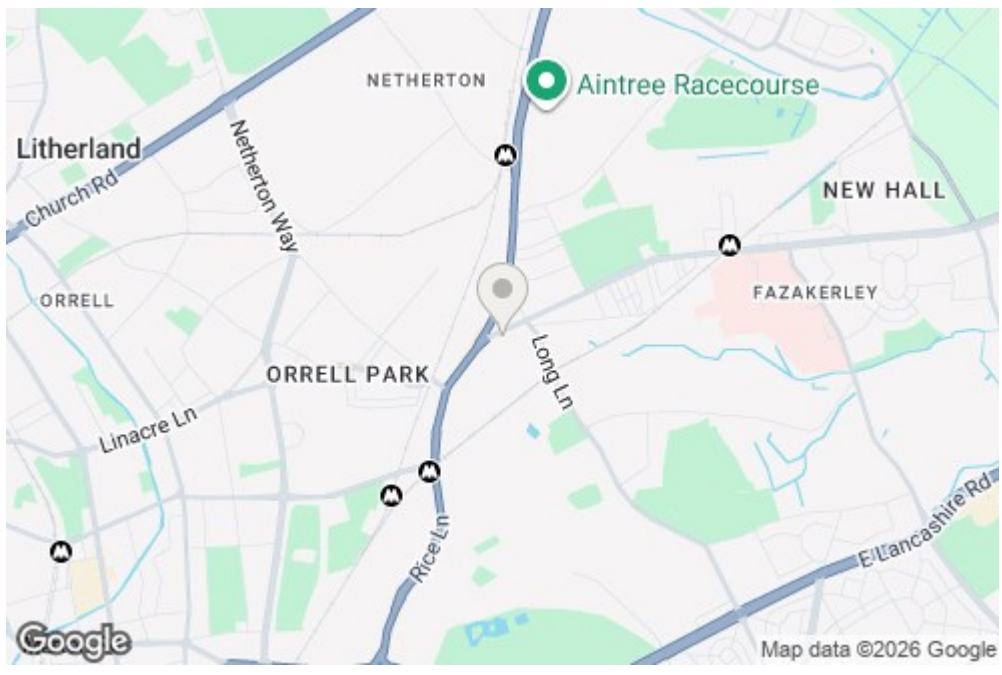 NETHERTON
Aintree Racecourse
Litherland
Netherton Way
Church Rd
NEW HALL
ORRELL
FAZAKERLEY
Long Ln
ORRELL PARK
Linacre Ln
E Lancashire Rd
Rice Ln
Google
Map data ©2026 Google